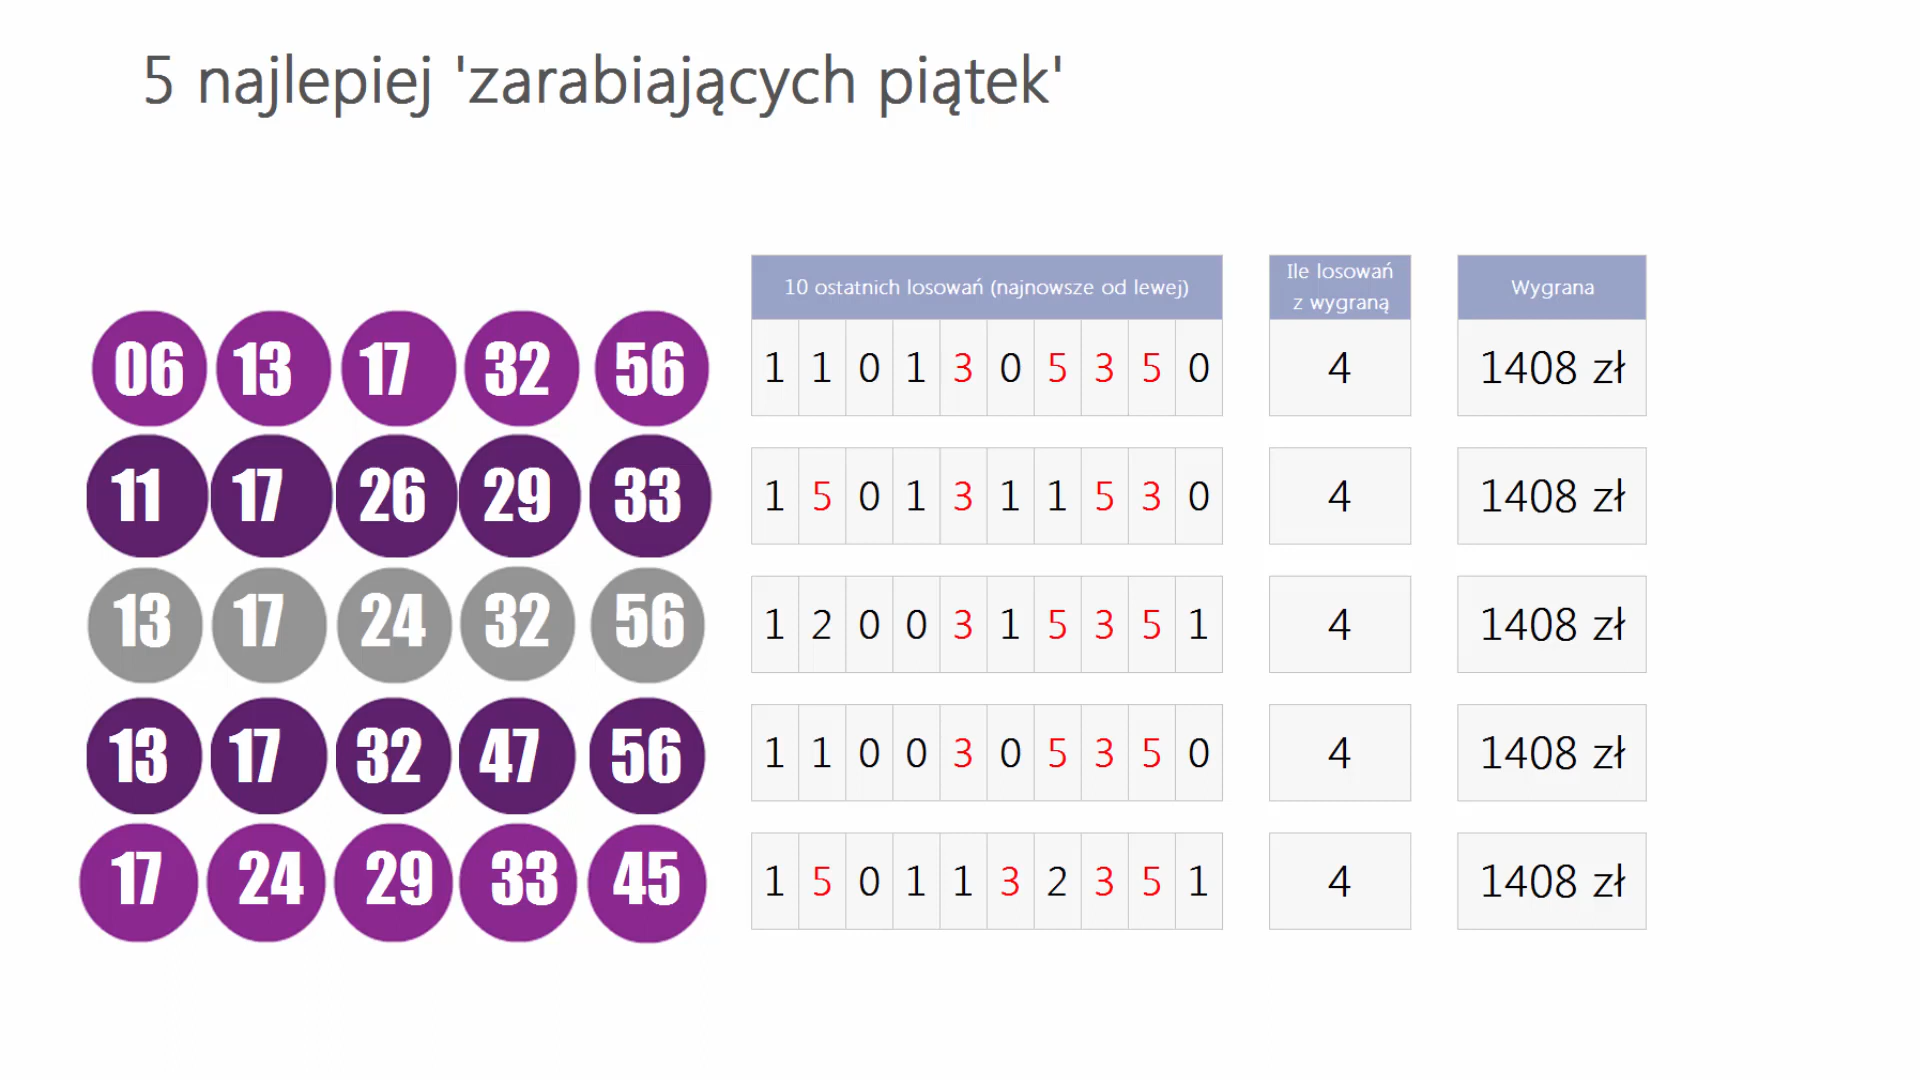 5 najlepiej 'zarabiających piątek'
10 ostatnich losowań (najnowsze od lewej)
Ile losowań
z wygraną
Wygrana
06 13 17 32 56
1 1 0 1 3 0 5 3 5 0
4
1408 zł
11 17 26 29 33
1 5 0 1 3 1 1 5 3 0
4
1408 zł
13 17 24 32 56
1 2 0 0 3 1 5 3 5 1
4
1408 zł
13 17 32 47 56
1 1 0 0 3 0 5 3 5 0
4
1408 zł
17 24 29 33 45
1 5 0 1 1 3 2 3 5 1
4
1408 zł